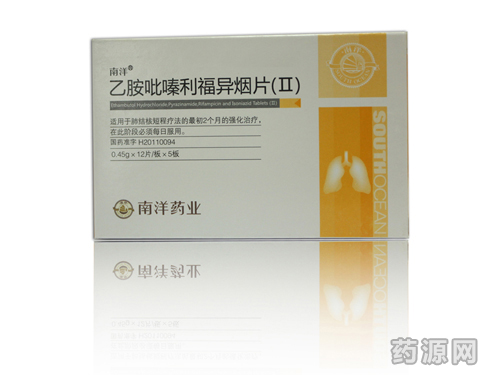 南洋®
乙胺吡嗪利福异烟片(Ⅱ)
Ethambutol Hydrochloride,Pyrazinamide,Rifampicin and Isoniazid Tablets (Ⅱ)
适用于肺结核短程疗法的最初2个月的强化治疗，
在此阶段必须每日服用。
国药准字 H20110094
0.45g×12片/板×5板
南洋药业
SOUTHOCEAN
药源网